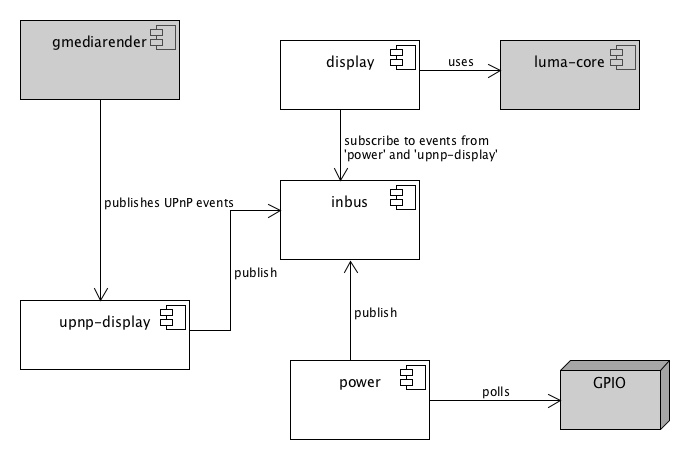 gmediarender
display
uses
luma-core
subscribe to events from
'power' and 'upnp-display'
publishes UPnP events
inbus
publish
upnp-display
publish
power
polls
GPIO